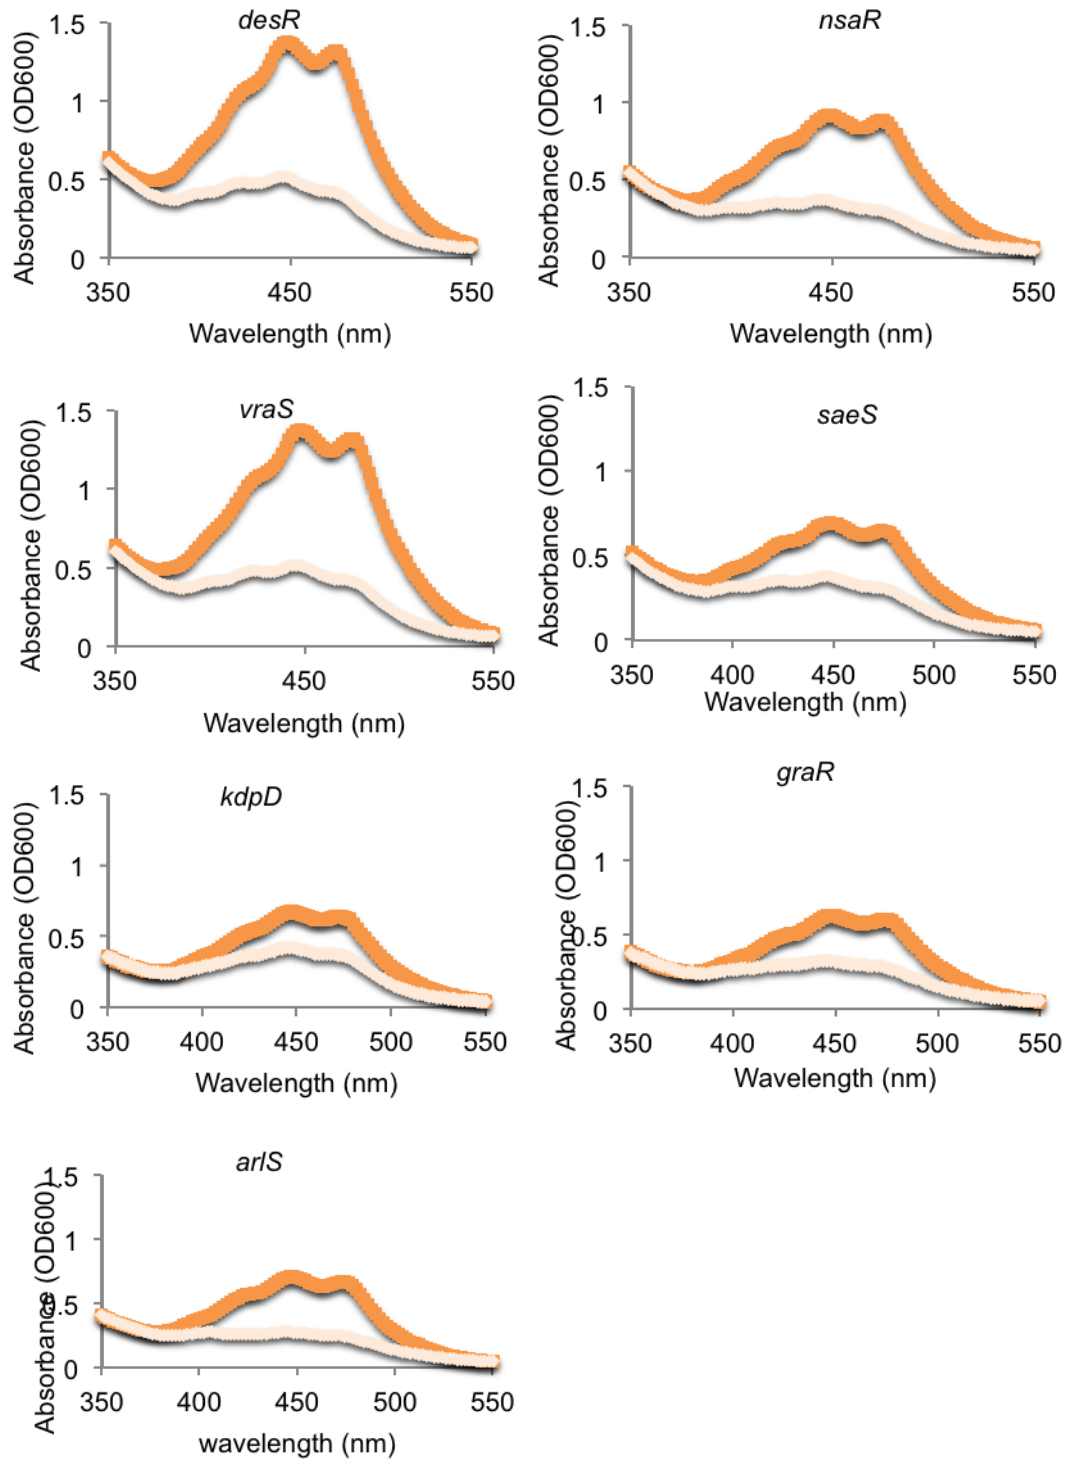 desR
Absorbance (OD600)
1.5
1
0.5
0
350 450 550
Wavelength (nm)
nsaR
Absorbance (OD600)
1.5
1
0.5
0
350 450 550
Wavelength (nm)
vraS
Absorbance (OD600)
1.5
1
0.5
0
350 450 550
Wavelength (nm)
saeS
Absorbance (OD600)
1.5
1
0.5
0
350 400 450 500 550
Wavelength (nm)
kdpD
Absorbance (OD600)
1.5
1
0.5
0
350 400 450 500 550
Wavelength (nm)
graR
Absorbance (OD600)
1.5
1
0.5
0
350 400 450 500 550
Wavelength (nm)
arlS
Absorbance (OD600)
1.5
1
0.5
0
350 400 450 500 550
wavelength (nm)